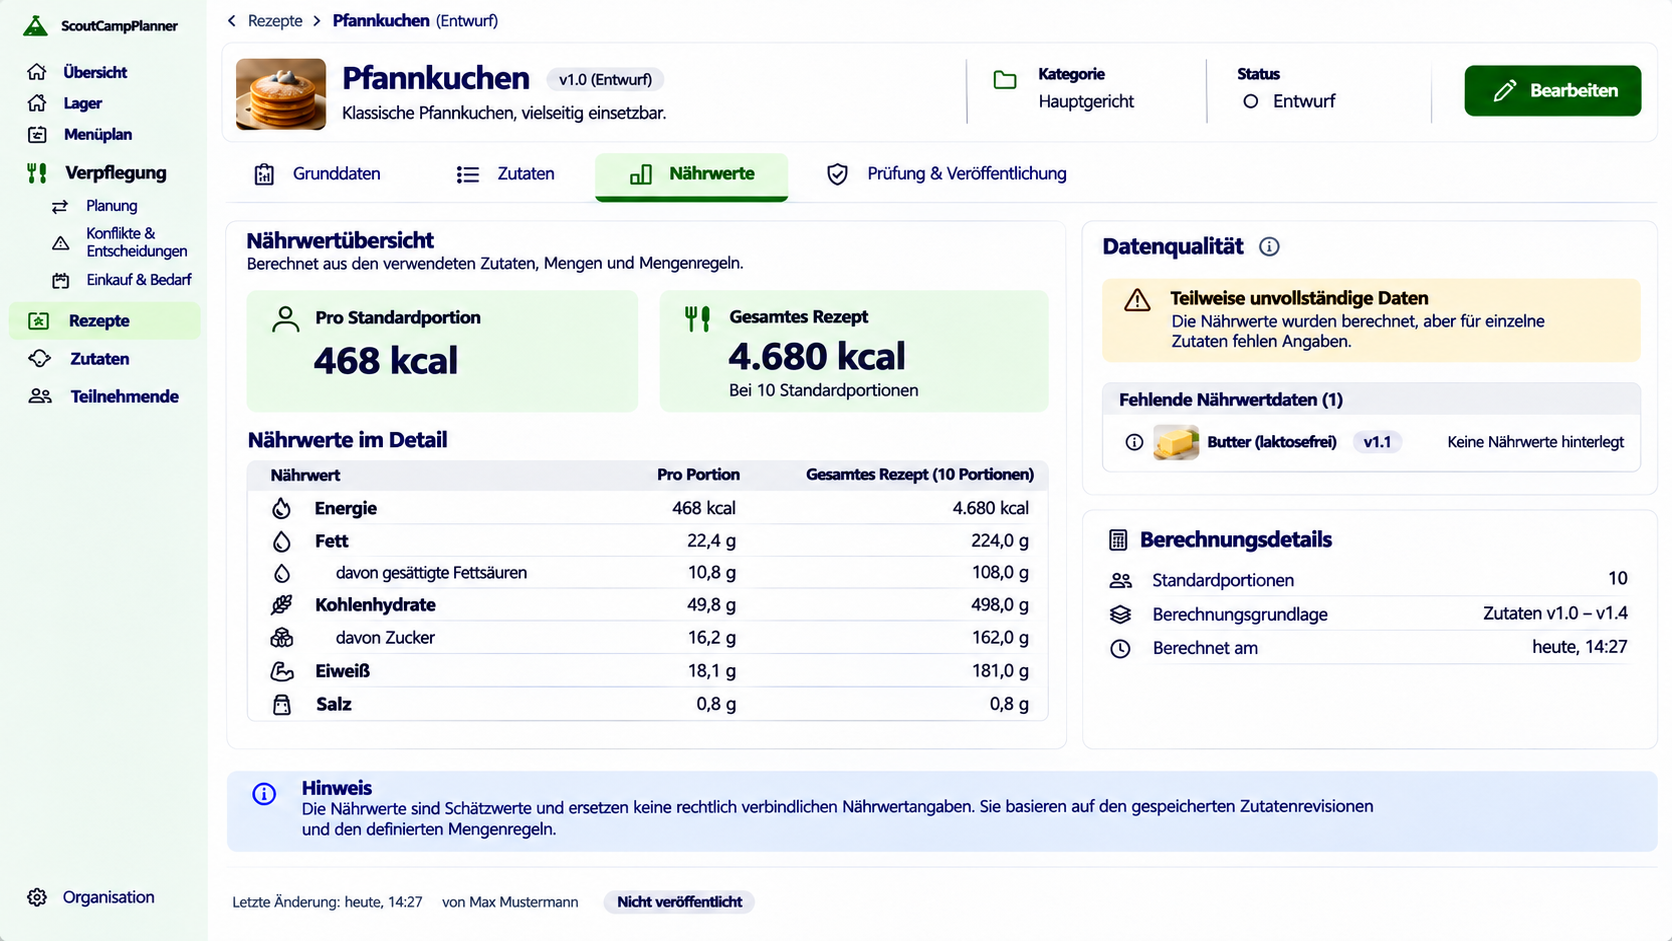 ScoutCampPlanner
Übersicht
Lager
Menüplan
Verpflegung
Planung
Konflikte &
Entscheidungen
Einkauf & Bedarf
Rezepte
Zutaten
Teilnehmende
Organisation
Rezepte
Pfannkuchen (Entwurf)
Pfannkuchen v1.0 (Entwurf)
Klassische Pfannkuchen, vielseitig einsetzbar.
Kategorie
Hauptgericht
Status
Entwurf
Bearbeiten
Grunddaten
Zutaten
Nährwerte
Prüfung & Veröffentlichung
Nährwertübersicht
Berechnet aus den verwendeten Zutaten, Mengen und Mengenregeln.
Pro Standardportion
468 kcal
Gesamtes Rezept
4.680 kcal
Bei 10 Standardportionen
Nährwerte im Detail
Nährwert Pro Portion Gesamtes Rezept (10 Portionen)
Energie 468 kcal 4.680 kcal
Fett 22,4 g 224,0 g
davon gesättigte Fettsäuren 10,8 g 108,0 g
Kohlenhydrate 49,8 g 498,0 g
davon Zucker 16,2 g 162,0 g
Eiweiß 18,1 g 181,0 g
Salz 0,8 g 0,8 g
Datenqualität
Teilweise unvollständige Daten
Die Nährwerte wurden berechnet, aber für einzelne
Zutaten fehlen Angaben.
Fehlende Nährwertdaten (1)
Butter (laktosefrei) v1.1 Keine Nährwerte hinterlegt
Berechnungsdetails
Standardportionen 10
Berechnungsgrundlage Zutaten v1.0 – v1.4
Berechnet am heute, 14:27
Hinweis
Die Nährwerte sind Schätzwerte und ersetzen keine rechtlich verbindlichen Nährwertangaben. Sie basieren auf den gespeicherten Zutatenrevisionen
und den definierten Mengenregeln.
Letzte Änderung: heute, 14:27 von Max Mustermann Nicht veröffentlicht